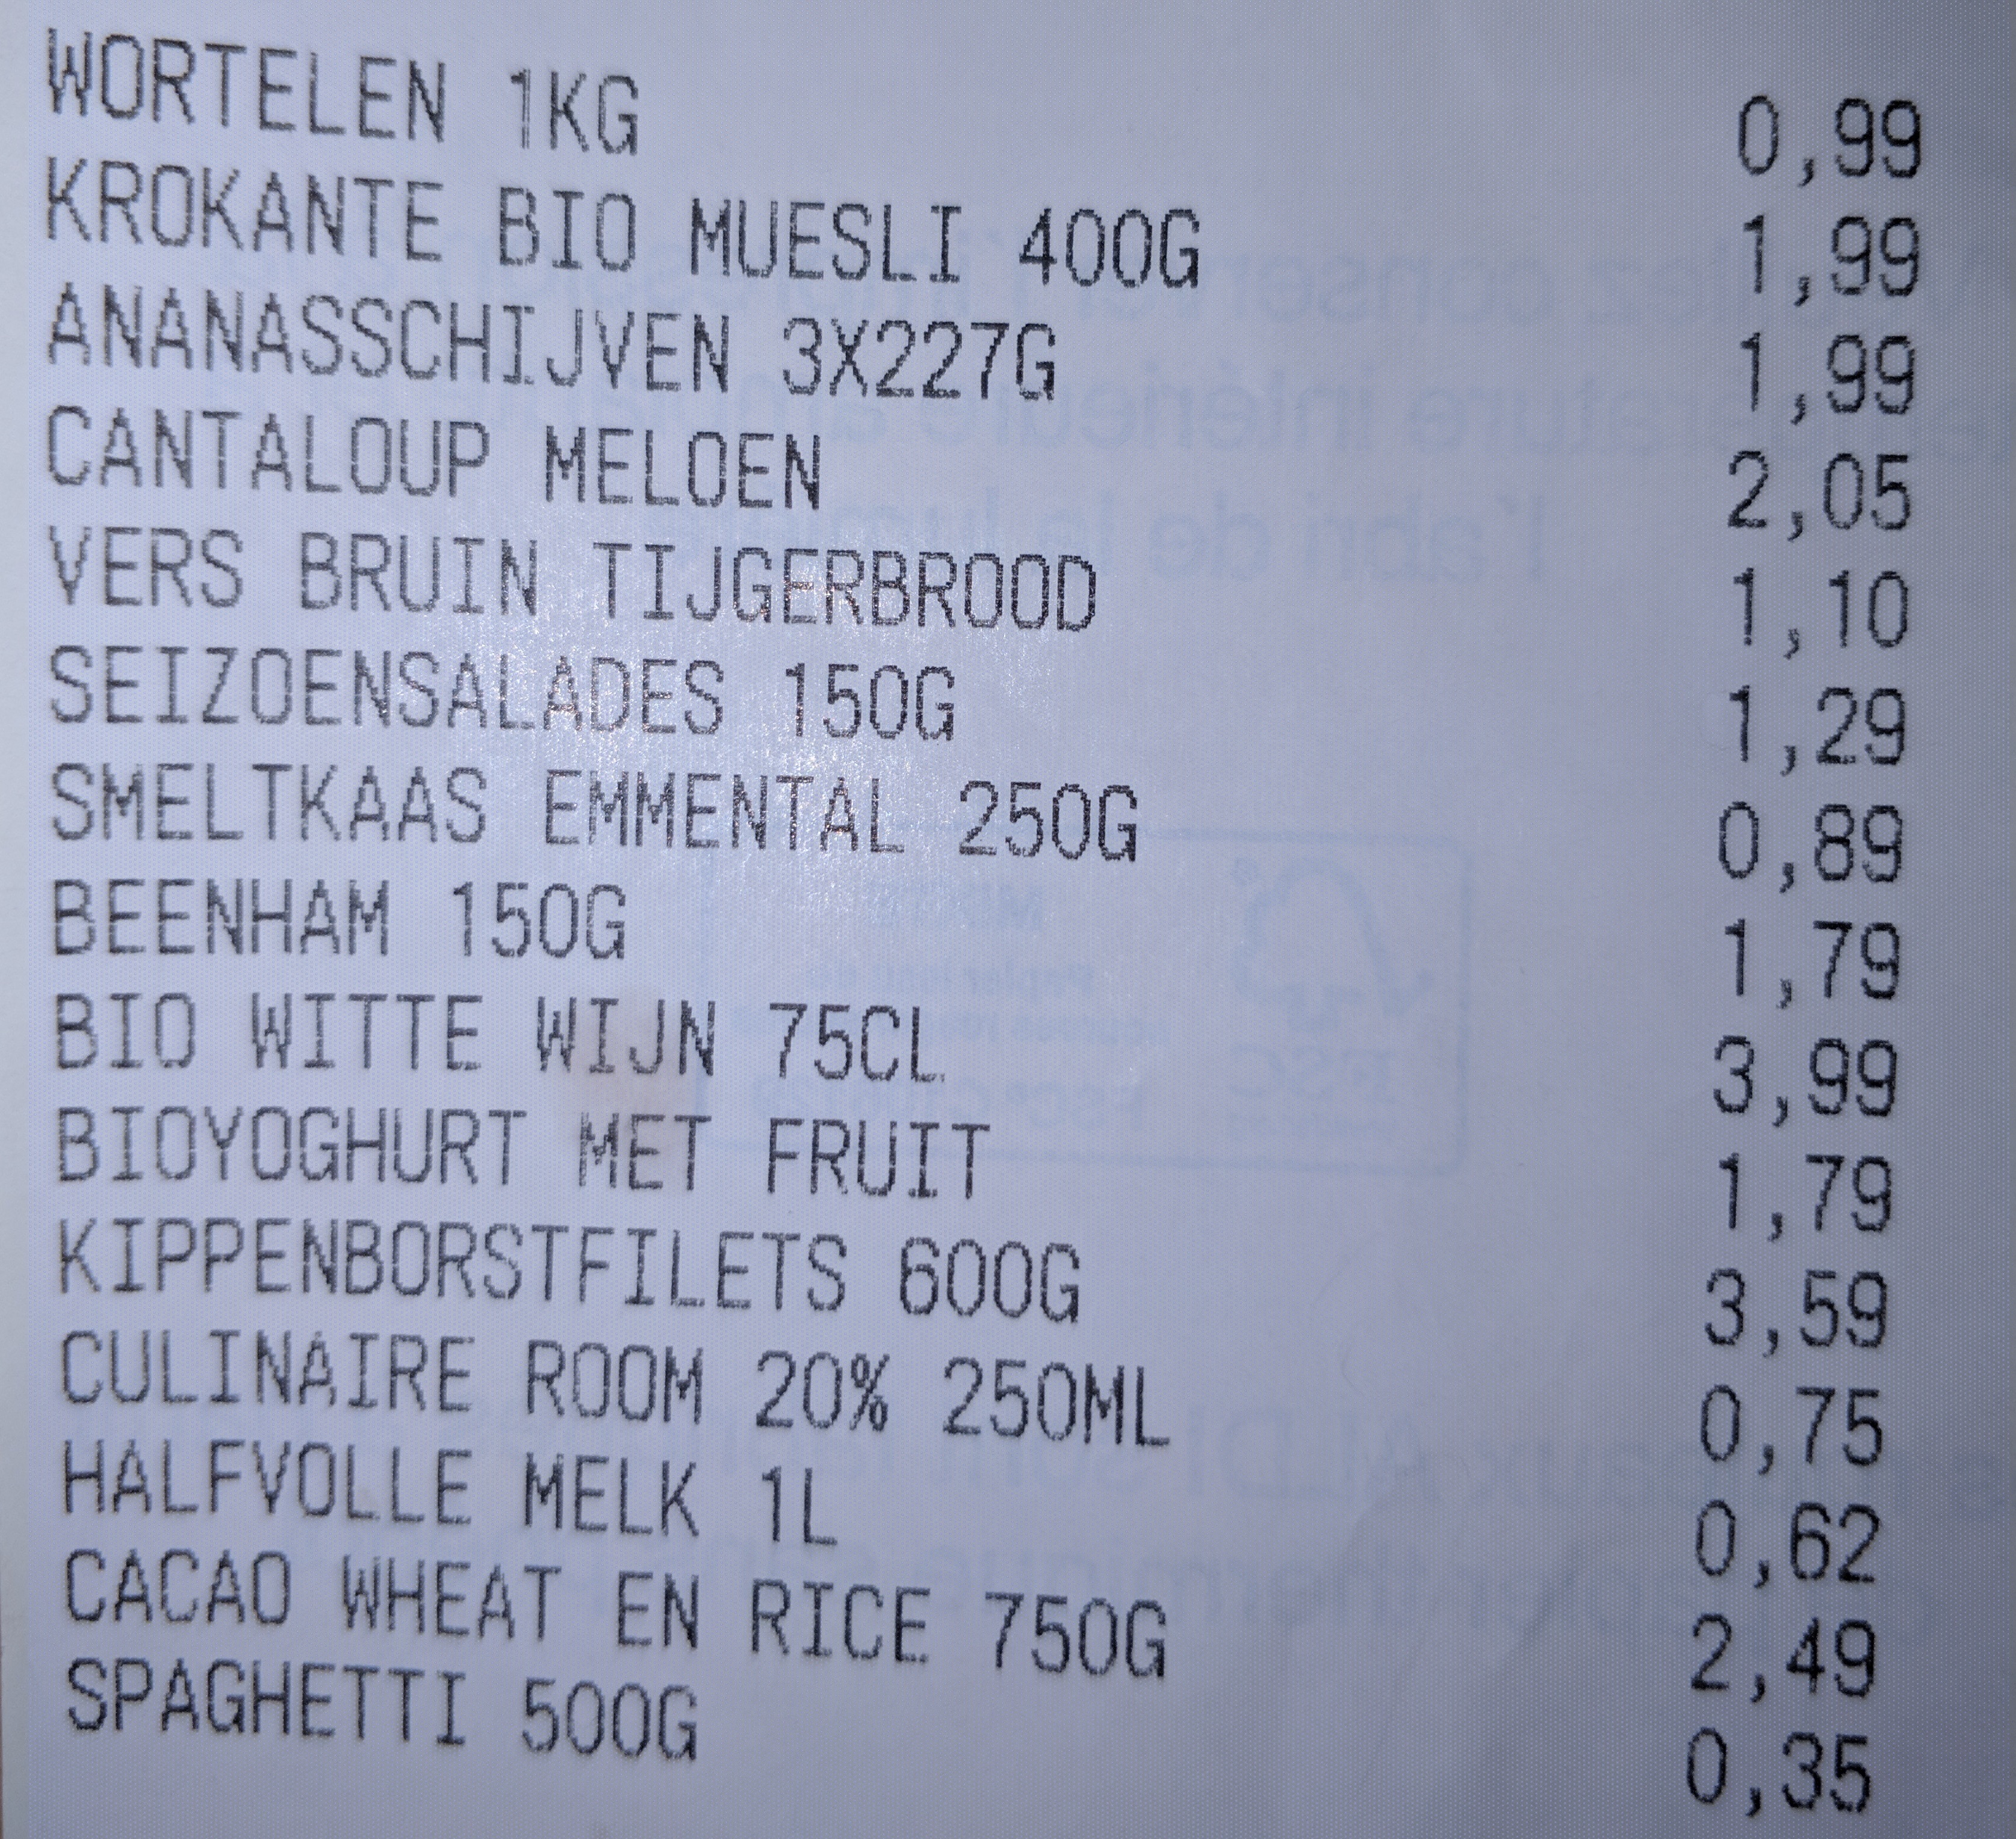 WORTELEN 1KG 0,99
KROKANTE BIO MUESLI 400G 1,99
ANANASSCHIJVEN 3X227G 1,99
CANTALOUP MELOEN 2,05
VERS BRUIN TIJGERBROOD 1,10
SEIZOENSALADES 150G 1,29
SMELTKAAS EMMENTAL 250G 0,89
BEENHAM 150G 1,79
BIO WITTE WIJN 75CL 3,99
BIOYOGHURT MET FRUIT 1,79
KIPPENBORSTFILETS 600G 3,59
CULINAIRE ROOM 20% 250ML 0,75
HALFVOLLE MELK 1L 0,62
CACAO WHEAT EN RICE 750G 2,49
SPAGHETTI 500G 0,35